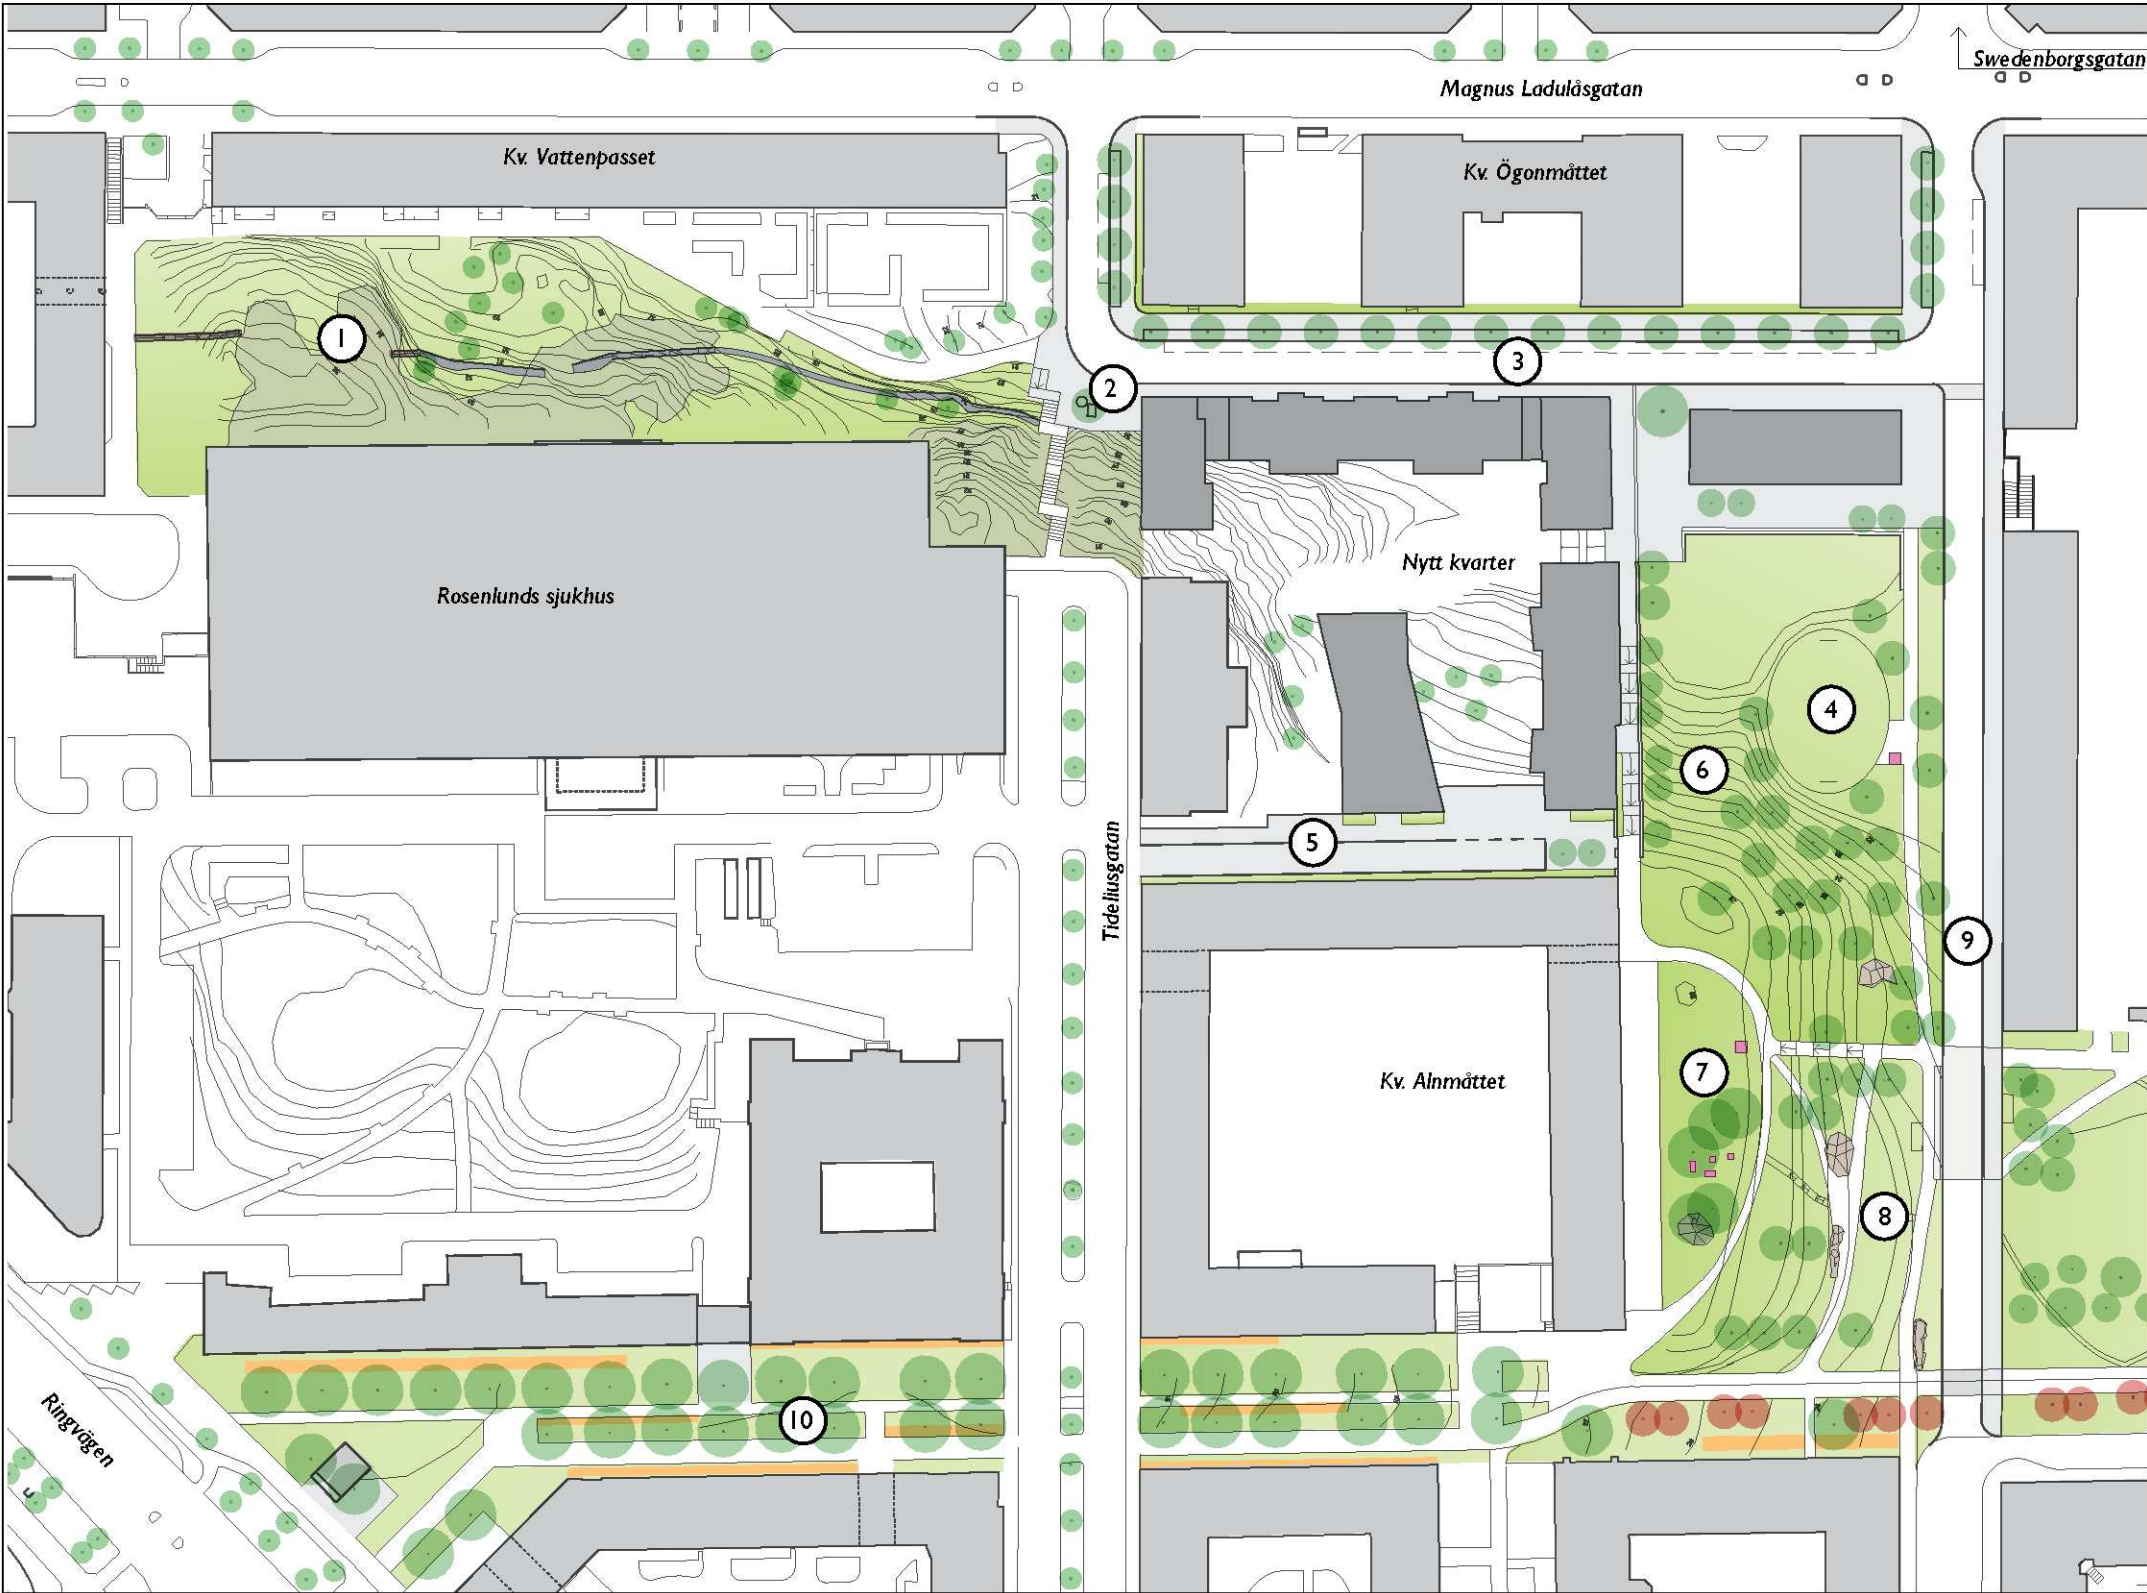 Swedenborgsgatan
Magnus Ladulåsgatan
Kv. Vattenpasset
Kv. Ögonmåttet
1
3
2
Nytt kvarter
Rosenlunds sjukhus
4
6
5
Tideliusgatan
9
7
Kv. Alnmåttet
8
10
Ringvägen